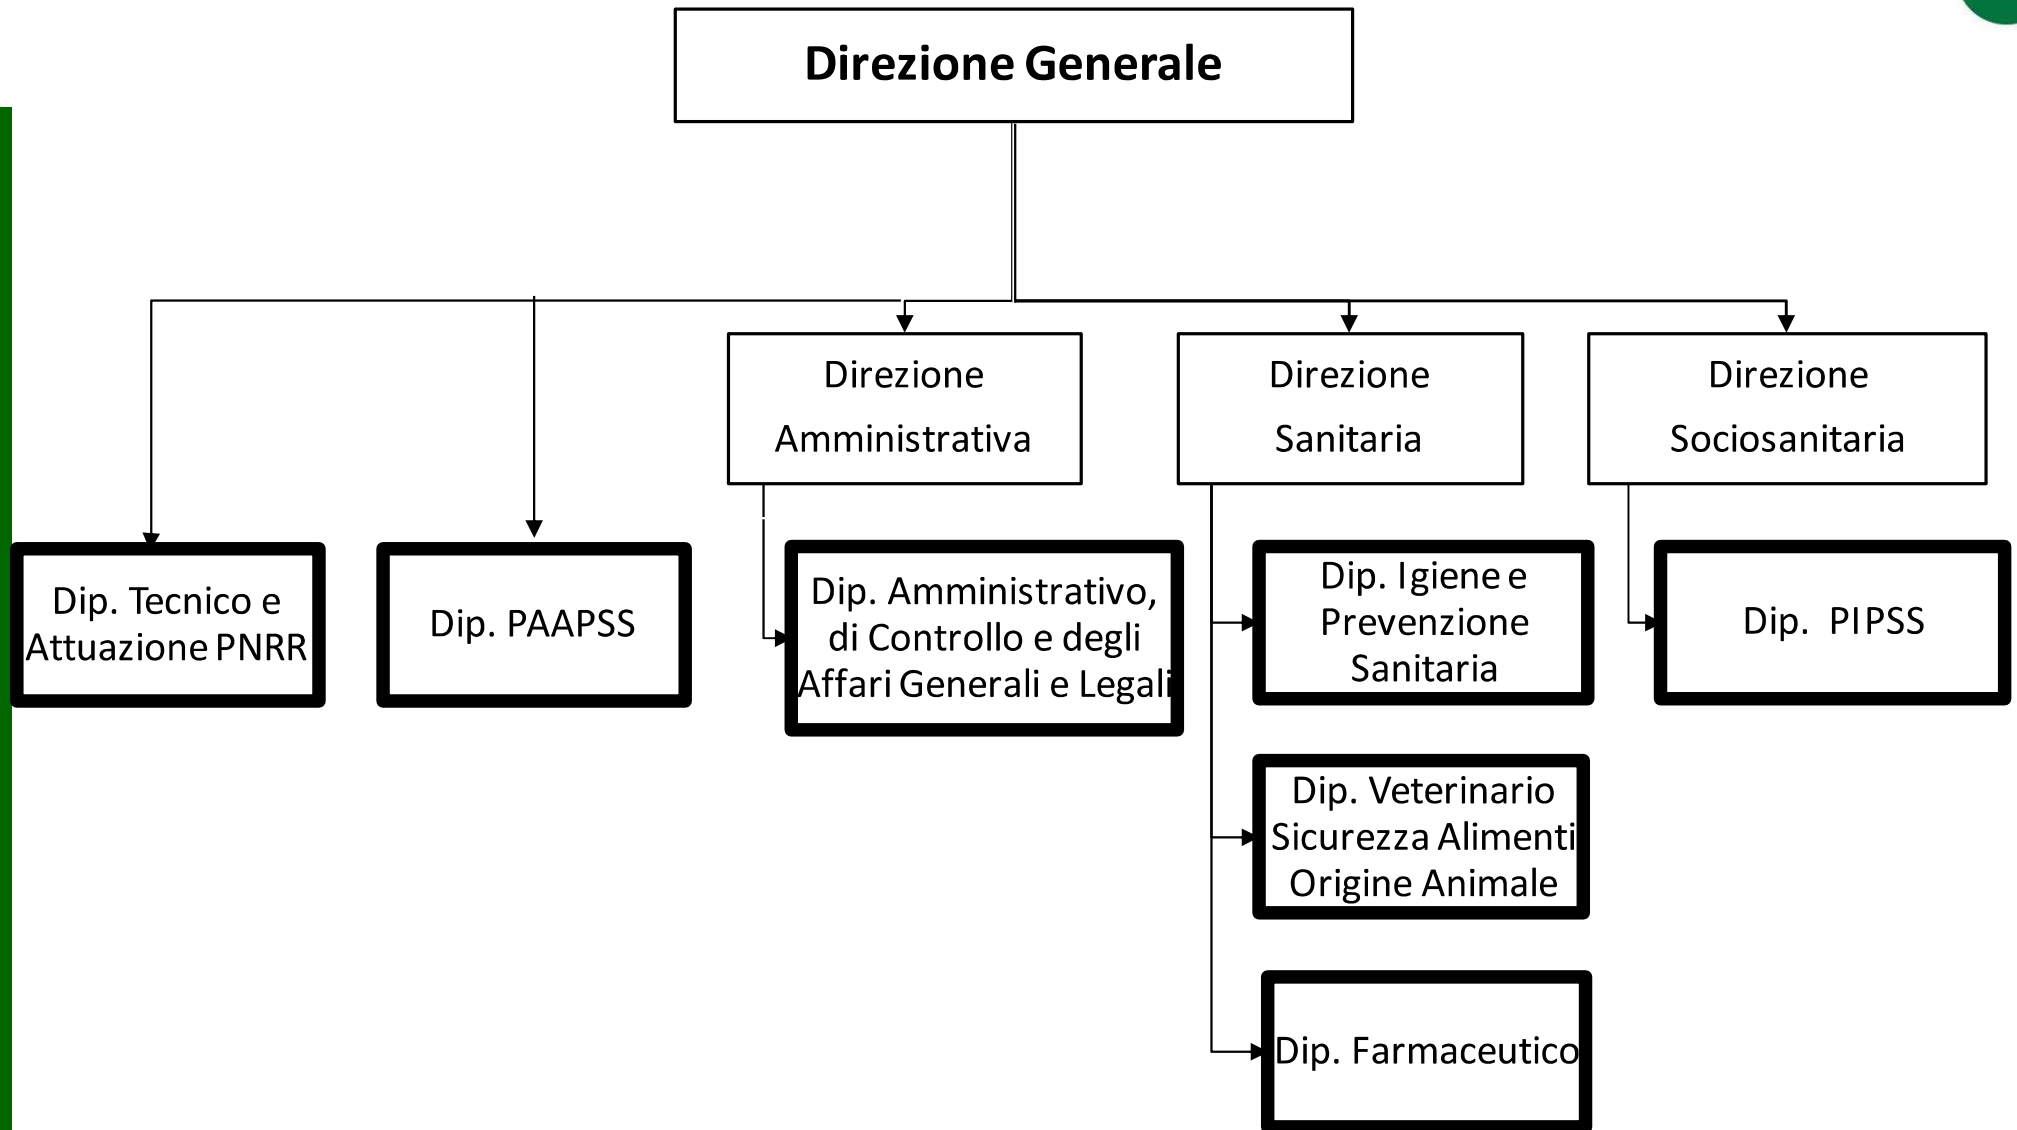 Direzione Generale
Direzione
Amministrativa
Direzione
Sanitaria
Direzione
Sociosanitaria
Dip. Tecnico e
Attuazione PNRR
Dip. PAAPSS
Dip. Amministrativo,
di Controllo e degli
Affari Generali e Legali
Dip. Igiene e
Prevenzione
Sanitaria
Dip. PIPSS
Dip. Veterinario
Sicurezza Alimenti
Origine Animale
Dip. Farmaceutico